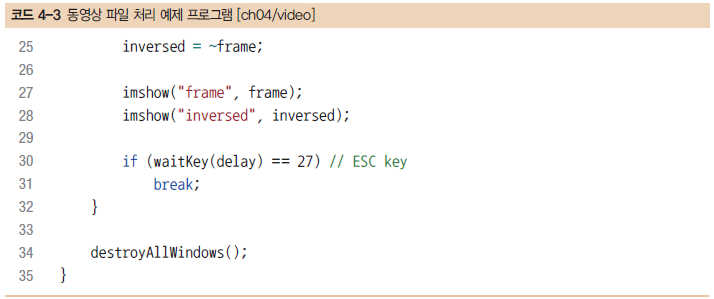 코드 4-3 동영상 파일 처리 예제 프로그램 [ch04/video]
25 inversed = ~frame;
26
27 imshow("frame", frame);
28 imshow("inversed", inversed);
29
30 if (waitKey(delay) == 27) // ESC key
31 break;
32 }
33
34 destroyAllWindows();
35 }